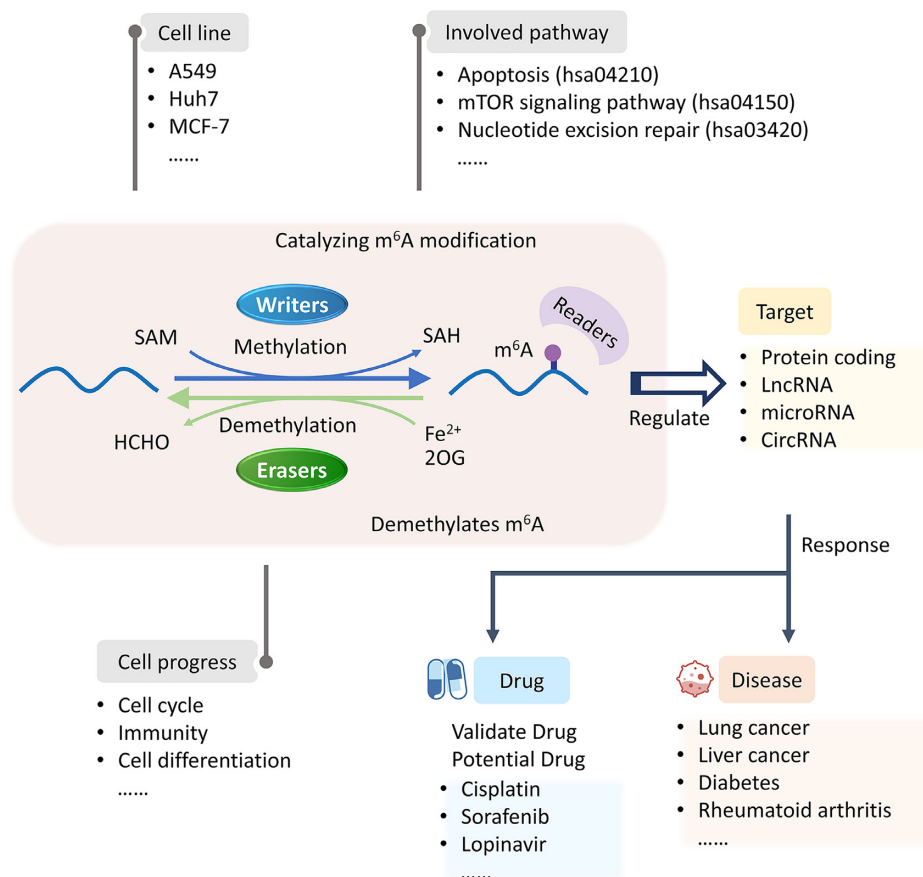 Cell line
• A549
• Huh7
• MCF-7
……
Involved pathway
• Apoptosis (hsa04210)
• mTOR signaling pathway (hsa04150)
• Nucleotide excision repair (hsa03420)
……
Catalyzing m⁶A modification
Writers
SAM
Methylation
SAH
m⁶A
Readers
HCHO
Demethylation
Fe²⁺
2OG
Erasers
Demethylates m⁶A
Regulate
Target
• Protein coding
• LncRNA
• microRNA
• CircRNA
Response
Cell progress
• Cell cycle
• Immunity
• Cell differentiation
……
Drug
Validate Drug
Potential Drug
• Cisplatin
• Sorafenib
• Lopinavir
……
Disease
• Lung cancer
• Liver cancer
• Diabetes
• Rheumatoid arthritis
……